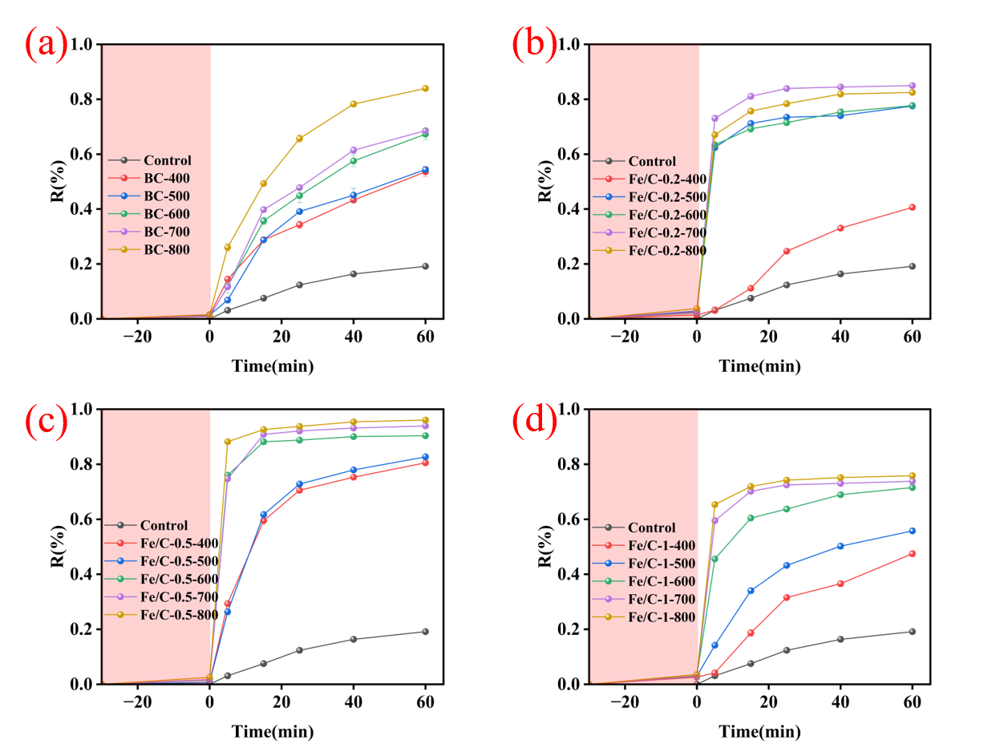 (a)
1.0
0.8
0.6
0.4
0.2
0.0
R(%)
Control
BC-400
BC-500
BC-600
BC-700
BC-800
−20 0 20 40 60
Time(min)
(b)
1.0
0.8
0.6
0.4
0.2
0.0
R(%)
Control
Fe/C-0.2-400
Fe/C-0.2-500
Fe/C-0.2-600
Fe/C-0.2-700
Fe/C-0.2-800
−20 0 20 40 60
Time(min)
(c)
1.0
0.8
0.6
0.4
0.2
0.0
R(%)
Control
Fe/C-0.5-400
Fe/C-0.5-500
Fe/C-0.5-600
Fe/C-0.5-700
Fe/C-0.5-800
−20 0 20 40 60
Time(min)
(d)
1.0
0.8
0.6
0.4
0.2
0.0
R(%)
Control
Fe/C-1-400
Fe/C-1-500
Fe/C-1-600
Fe/C-1-700
Fe/C-1-800
−20 0 20 40 60
Time(min)